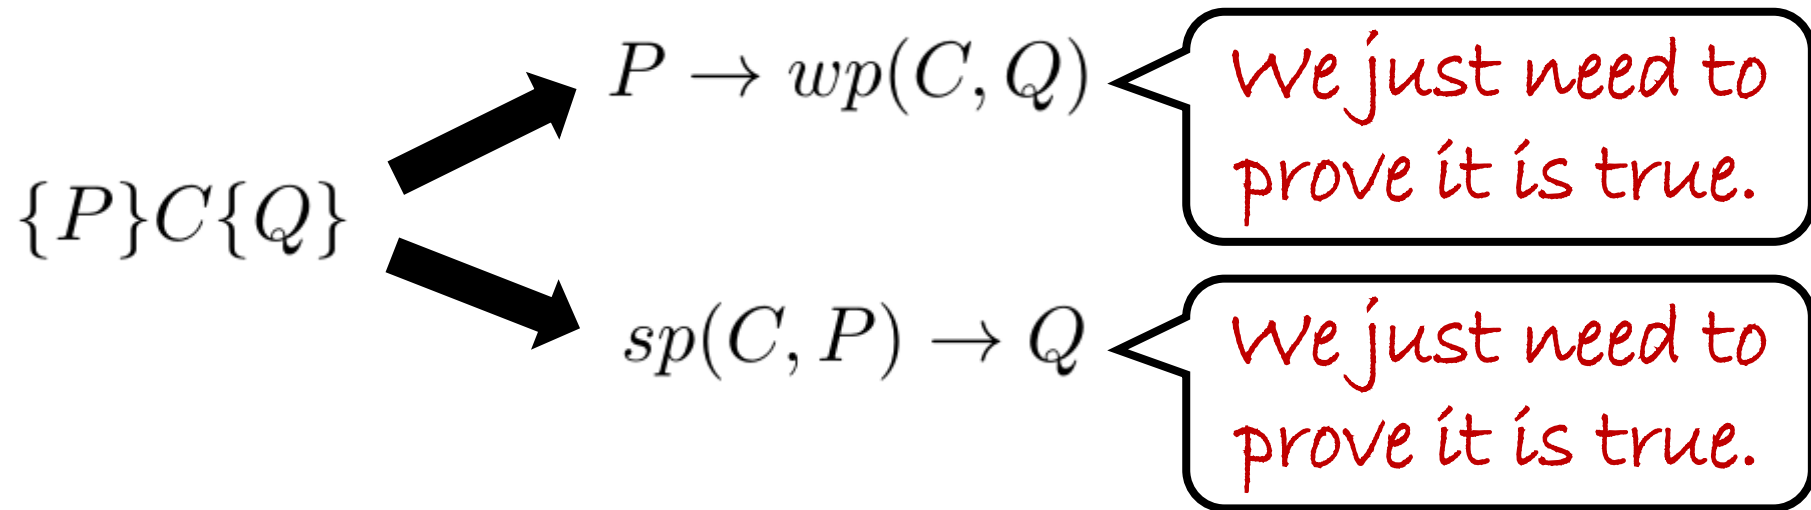 P → wp(C, Q)
We just need to
prove it is true.
{P}C{Q}
sp(C, P) → Q
We just need to
prove it is true.